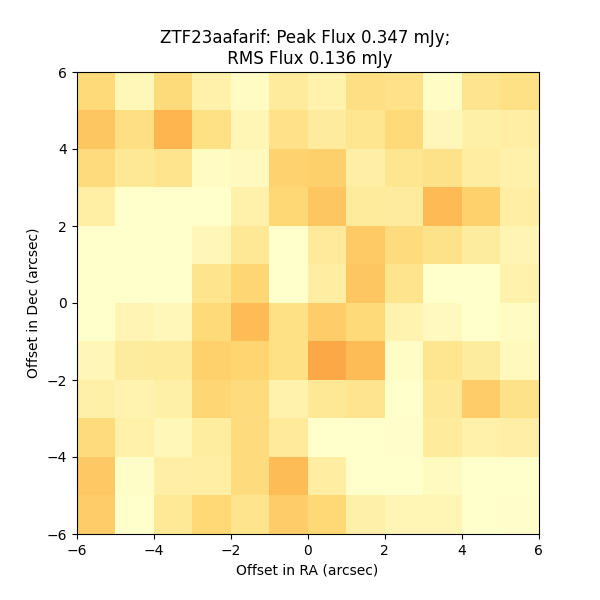 ZTF23aafarif: Peak Flux 0.347 mJy;
RMS Flux 0.136 mJy
6
4
2
0
−2
−4
−6
Offset in Dec (arcsec)
−6 −4 −2 0 2 4 6
Offset in RA (arcsec)